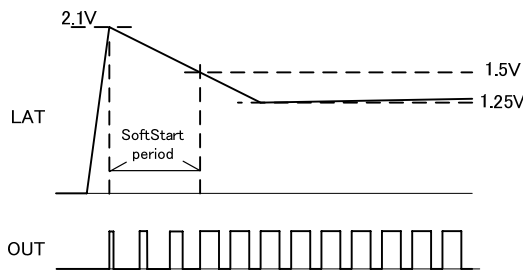 2.1V
1.5V
1.25V
LAT
SoftStart
period
OUT